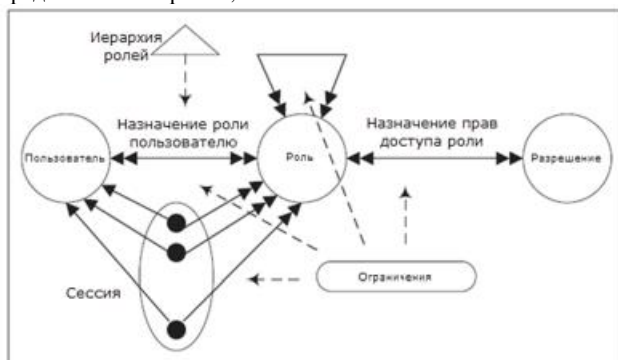 Иерархия
ролей
Назначение роли
пользователю
Назначение прав
доступа роли
Пользователь
Роль
Разрешение
Ограничения
Сессия